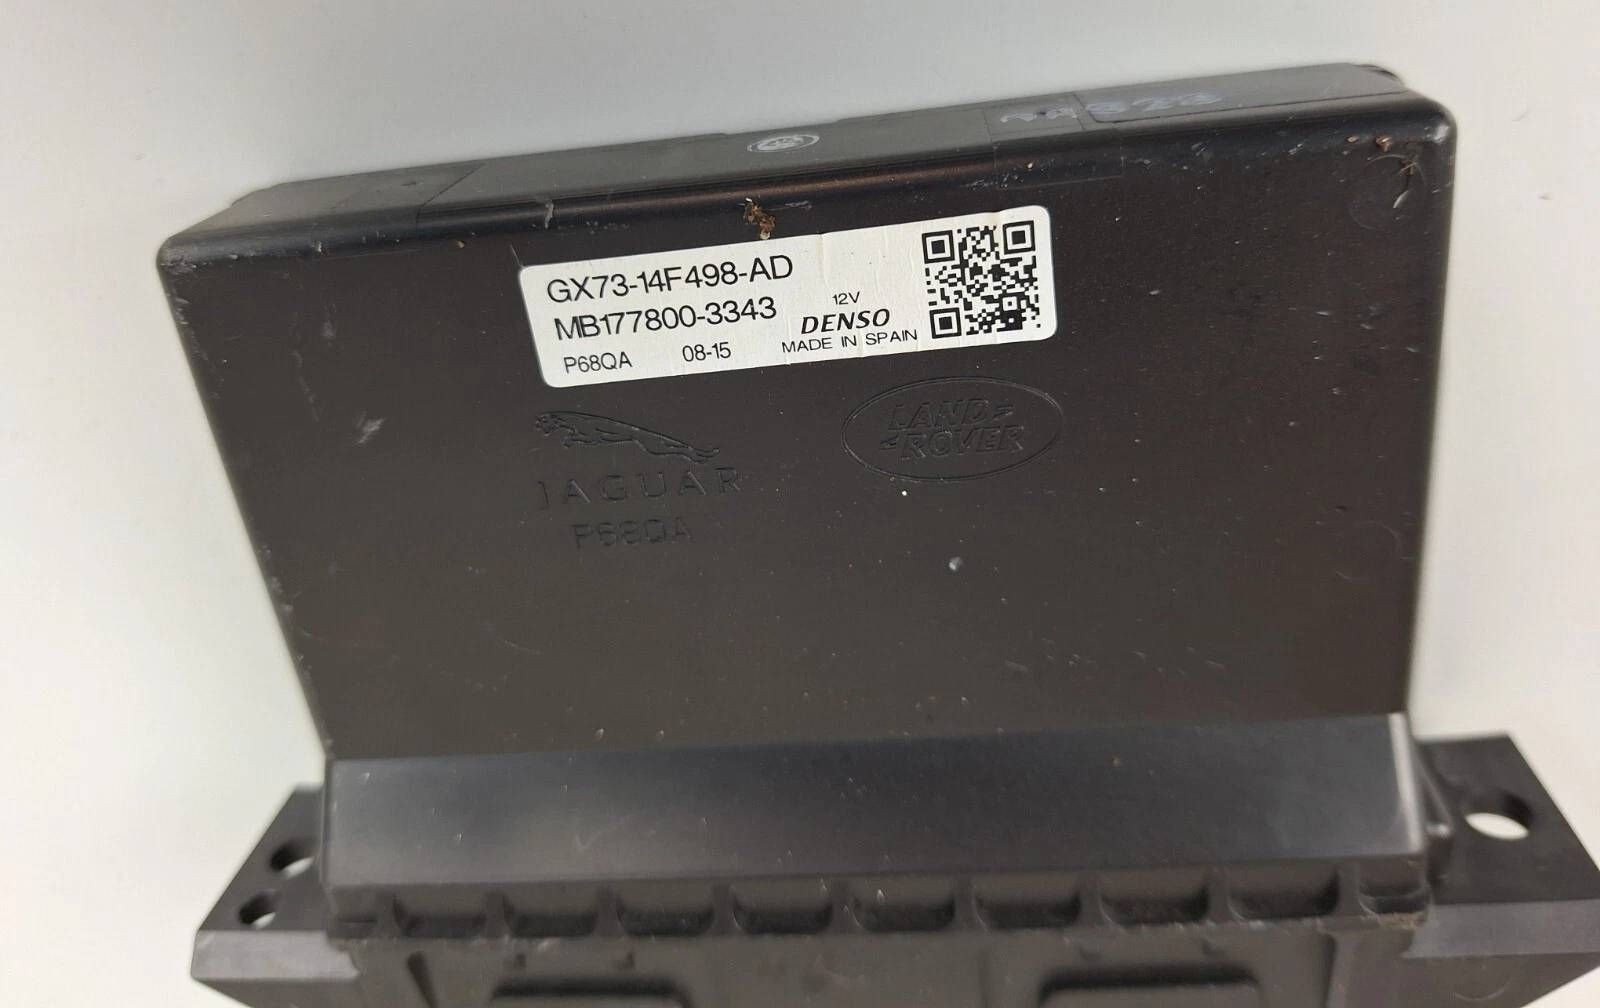 GX73-14F498-AD
MB177800-3343
12V
DENSO
P68QA 08-15 MADE IN SPAIN
LAND
ROVER
JAGUAR
P68QA